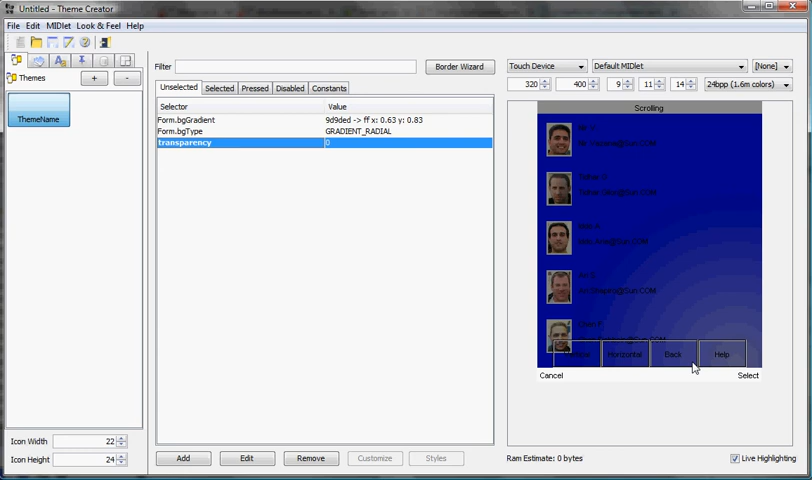 Untitled - Theme Creator
File Edit MIDlet Look & Feel Help
Themes + -
ThemeName
Icon Width 22
Icon Height 24
Filter Border Wizard
Unselected Selected Pressed Disabled Constants
Selector Value
Form.bgGradient 9d9ded -> ff x: 0.63 y: 0.83
Form.bgType GRADIENT_RADIAL
transparency 0
Add Edit Remove Customize Styles
Touch Device Default MIDlet [None]
320 400 9 11 14 24bpp (1.6m colors)
Scrolling
Horizontal Back Help
Cancel Select
Ram Estimate: 0 bytes Live Highlighting